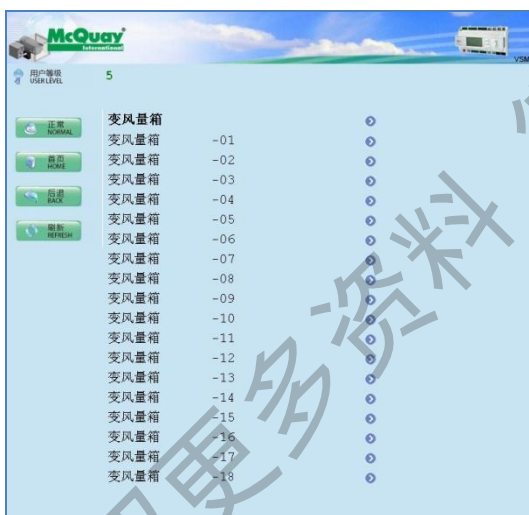 McQuay
International
VSM
用户等级
USER LEVEL
5
正常
NORMAL
首页
HOME
后退
BACK
刷新
REFRESH
变风量箱
变风量箱 -01
变风量箱 -02
变风量箱 -03
变风量箱 -04
变风量箱 -05
变风量箱 -06
变风量箱 -07
变风量箱 -08
变风量箱 -09
变风量箱 -10
变风量箱 -11
变风量箱 -12
变风量箱 -13
变风量箱 -14
变风量箱 -15
变风量箱 -16
变风量箱 -17
变风量箱 -18
更多资料